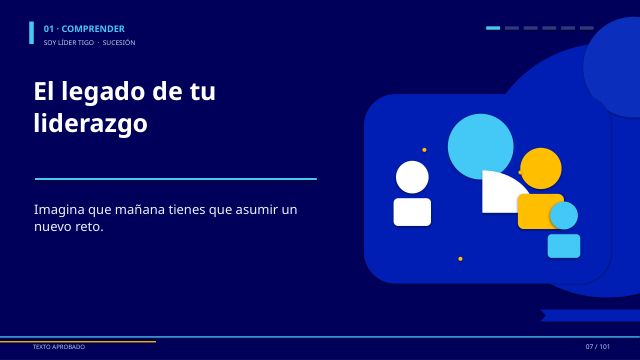 01 · COMPRENDER
SOY LÍDER TIGO · SUCESIÓN
El legado de tu
liderazgo
Imagina que mañana tienes que asumir un
nuevo reto.
TEXTO APROBADO
07 / 101